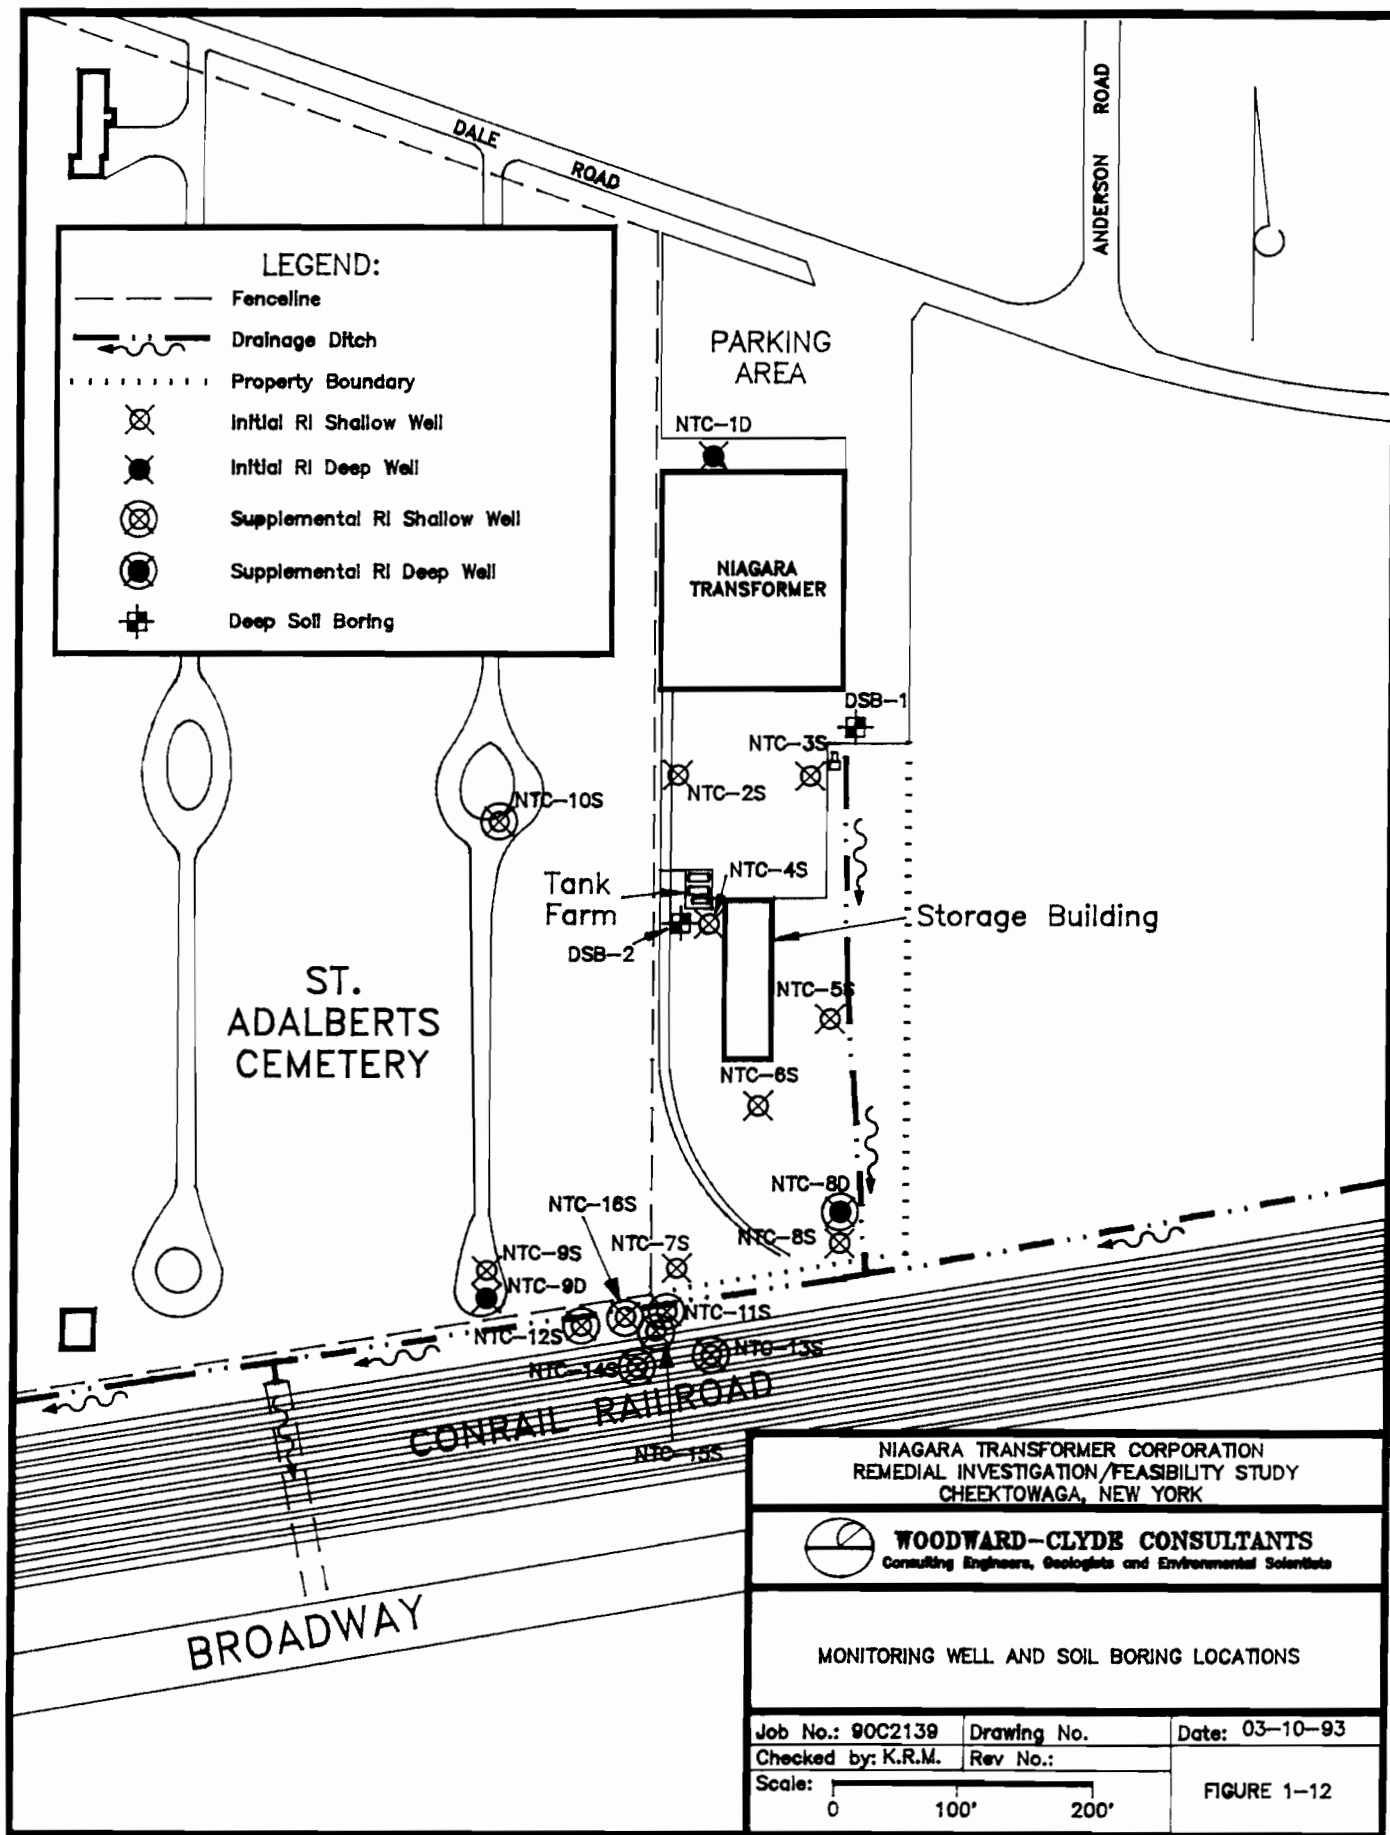 DALE ROAD
ANDERSON ROAD
LEGEND:
Fenceline
Drainage Ditch
Property Boundary
Initial RI Shallow Well
Initial RI Deep Well
Supplemental RI Shallow Well
Supplemental RI Deep Well
Deep Soil Boring
PARKING
AREA
NTC-1D
NIAGARA
TRANSFORMER
DSB-1
NTC-3S
NTC-2S
NTC-10S
NTC-4S
Tank
Farm
Storage Building
DSB-2
ST.
ADALBERTS
CEMETERY
NTC-5S
NTC-6S
NTC-8D
NTC-16S
NTC-7S
NTC-8S
NTC-9S
NTC-9D
NTC-11S
NTC-12S
NTC-13S
NTC-14S
CONRAIL RAILROAD
NTC-15S
BROADWAY
NIAGARA TRANSFORMER CORPORATION
REMEDIAL INVESTIGATION/FEASIBILITY STUDY
CHEEKTOWAGA, NEW YORK
WOODWARD-CLYDE CONSULTANTS
Consulting Engineers, Geologists and Environmental Scientists
MONITORING WELL AND SOIL BORING LOCATIONS
Job No.: 90C2139
Drawing No.
Date: 03-10-93
Checked by: K.R.M.
Rev No.:
Scale:
0 100' 200'
FIGURE 1-12